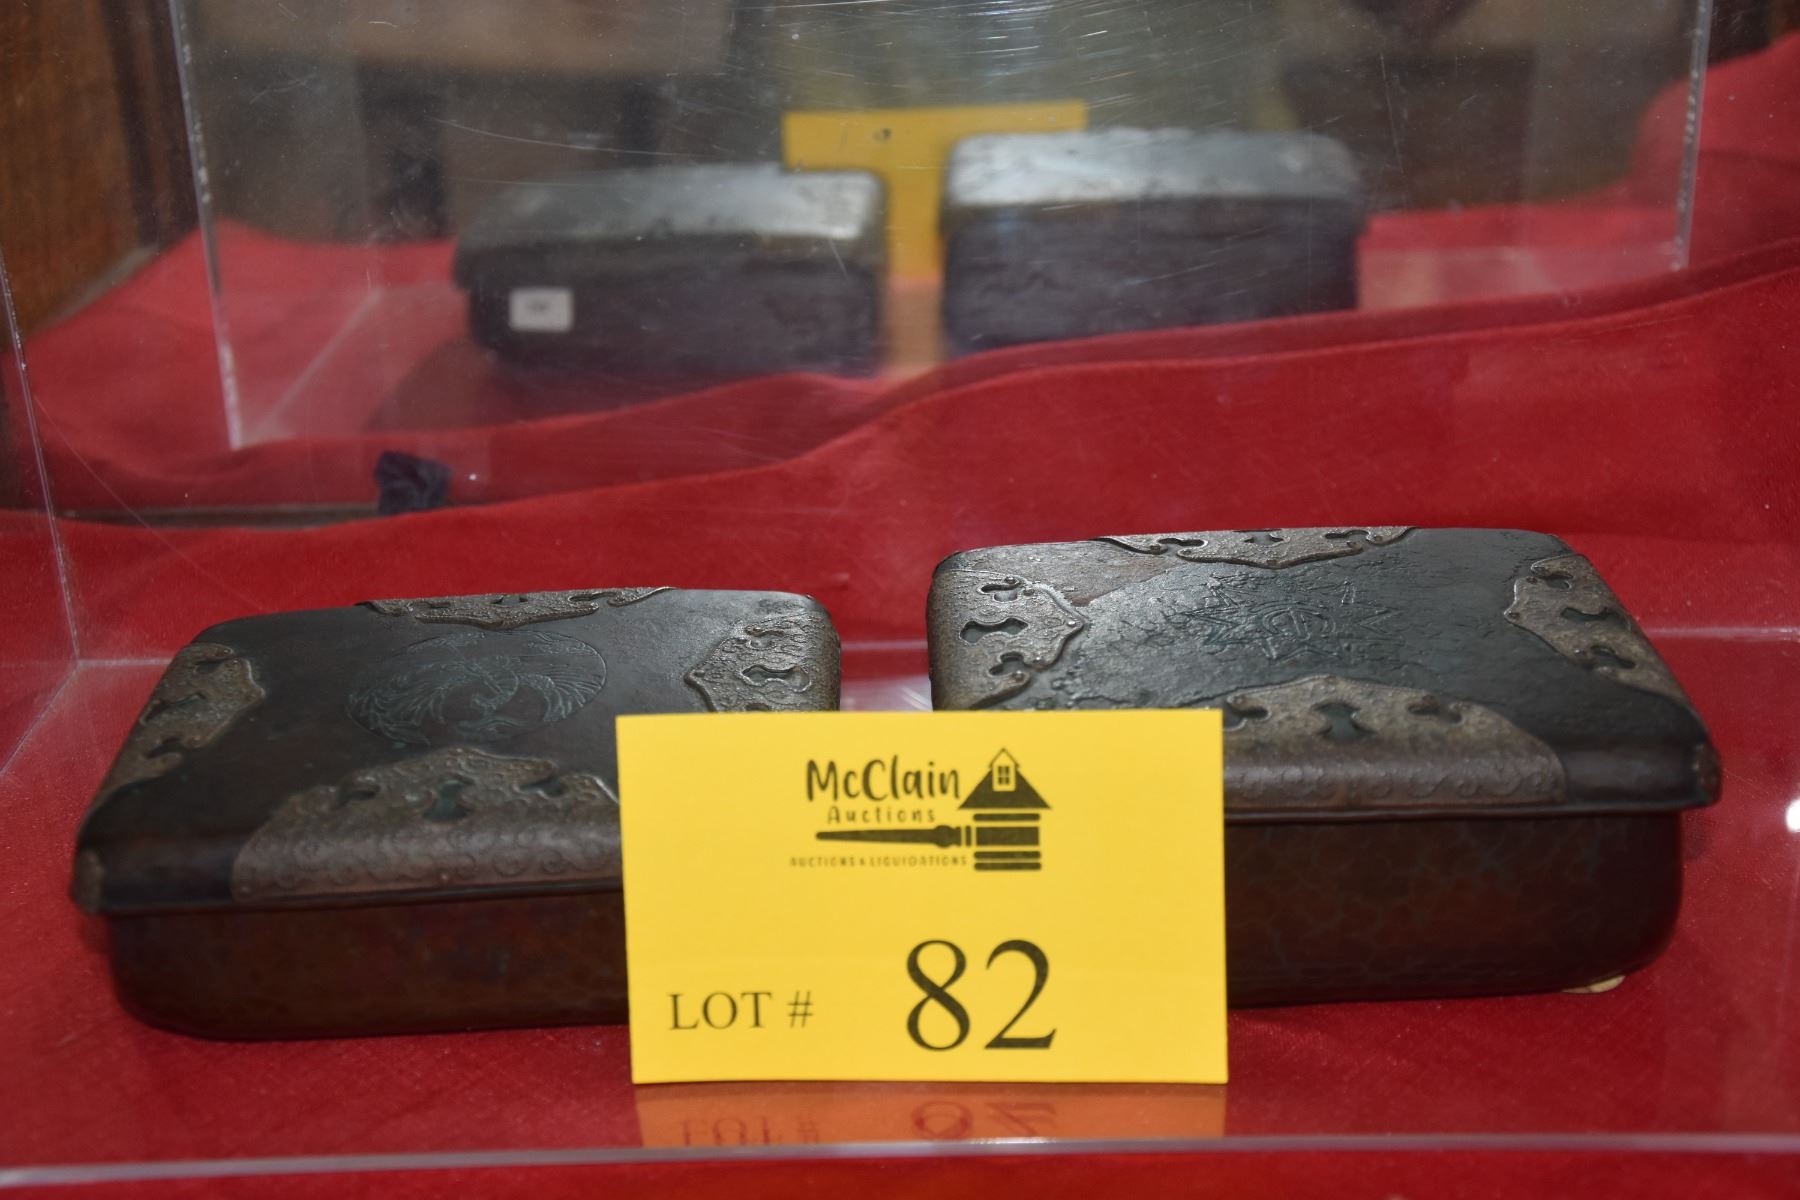 McClain
Auctions
AUCTIONS & LIQUIDATIONS
LOT # 82